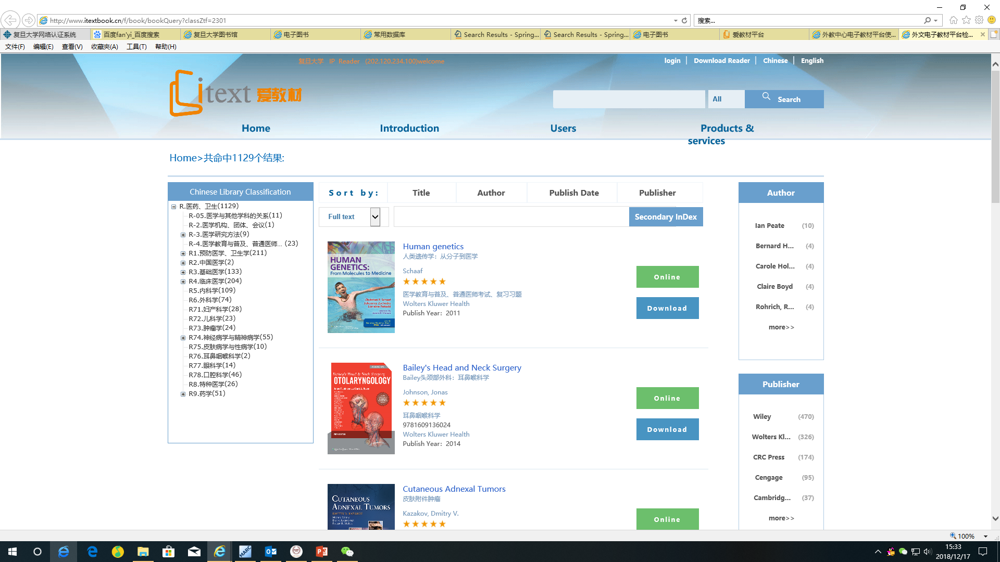 http://www.itextbook.cn/f/book/bookQuery?classZtf=2301
搜索...
复旦大学网络认证系统
百度fan'yi_百度搜索
复旦大学图书馆
电子图书
常用数据库
Search Results - Spring...
Search Results - Spring...
电子图书
爱教材平台
外教中心电子教材平台使...
外文电子教材平台检...
文件(F) 编辑(E) 查看(V) 收藏夹(A) 工具(T) 帮助(H)
复旦大学 IP Reader (202.120.234.100)welcome
login | Download Reader | Chinese | English
itext 爱教材
All
Search
Home
Introduction
Users
Products &
services
Home>共命中1129个结果:
Chinese Library Classification
R.医药、卫生(1129)
R-05.医学与其他学科的关系(11)
R-2.医学机构、团体、会议(1)
R-3.医学研究方法(9)
R-4.医学教育与普及、普通医师... (23)
R1.预防医学、卫生学(211)
R2.中国医学(2)
R3.基础医学(133)
R4.临床医学(204)
R5.内科学(109)
R6.外科学(74)
R71.妇产科学(28)
R72.儿科学(23)
R73.肿瘤学(24)
R74.神经病学与精神病学(55)
R75.皮肤病学与性病学(10)
R76.耳鼻咽喉科学(2)
R77.眼科学(14)
R78.口腔科学(46)
R8.特种医学(26)
R9.药学(51)
Sort by:
Title
Author
Publish Date
Publisher
Full text
Secondary InDex
HUMAN
GENETICS:
From Molecules to Medicine
Christian P. Schaaf
Johannes Zschocke
Lorraine Potocki
Human genetics
人类遗传学：从分子到医学
Schaaf
医学教育与普及、普通医师考试、复习习题
Wolters Kluwer Health
Publish Year：2011
Online
Download
Bailey's Head & Neck Surgery
OTOLARYNGOLOGY
Bailey's Head and Neck Surgery
Bailey头颈部外科：耳鼻喉科学
Johnson, Jonas
耳鼻咽喉科学
9781609136024
Wolters Kluwer Health
Publish Year：2014
Online
Download
CUTANEOUS
ADNEXAL TUMORS
DMITRY V. KAZAKOV
Cutaneous Adnexal Tumors
皮肤附件肿瘤
Kazakov, Dmitry V.
Online
Author
Ian Peate (10)
Bernard H... (4)
Carole Hol... (4)
Claire Boyd (4)
Rohrich, R... (4)
more>>
Publisher
Wiley (470)
Wolters Kl... (326)
CRC Press (174)
Cengage (95)
Cambridg... (37)
more>>
100%
MARC
15:33
2018/12/17